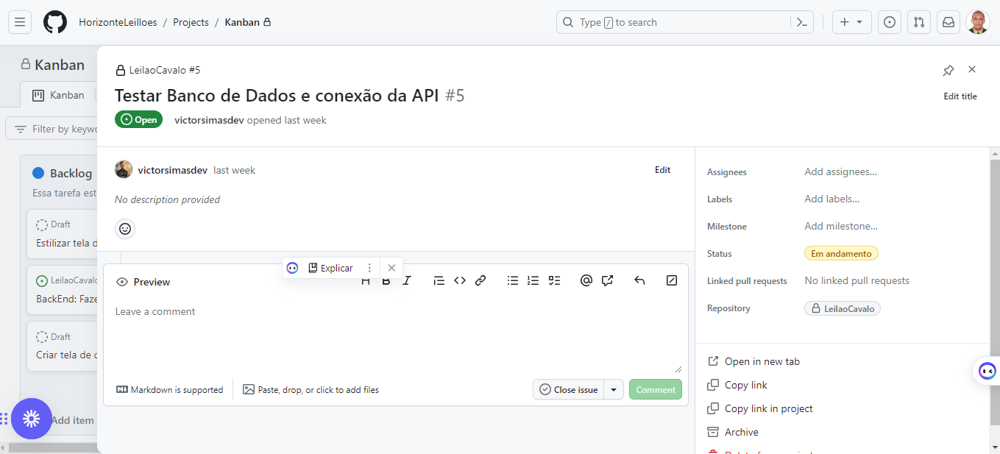 HorizonteLeilloes / Projects / Kanban
Type / to search
Kanban
Kanban
Filter by keywo
Backlog
Essa tarefa est
Draft
Estilizar tela d
LeilaoCavalo
BackEnd: Faze
Draft
Criar tela de c
Add item
LeilaoCavalo #5
Testar Banco de Dados e conexão da API #5
Edit title
Open
victorsimasdev opened last week
victorsimasdev last week
Edit
No description provided
Explicar
Preview
H B I
Leave a comment
Markdown is supported
Paste, drop, or click to add files
Close issue
Comment
Assignees
Add assignees...
Labels
Add labels...
Milestone
Add milestone...
Status
Em andamento
Linked pull requests
No linked pull requests
Repository
LeilaoCavalo
Open in new tab
Copy link
Copy link in project
Archive